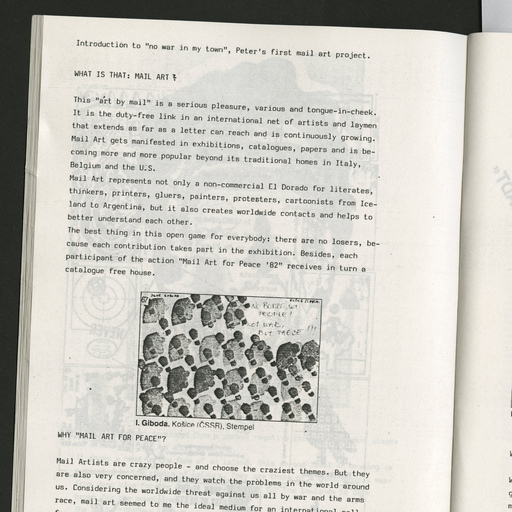 Introduction to "no war in my town", Peter's first mail art project.
WHAT IS THAT: MAIL ART ?
This "art by mail" is a serious pleasure, various and tongue-in-cheek.
It is the duty-free link in an international net of artists and laymen
that extends as far as a letter can reach and is continuously growing.
Mail Art gets manifested in exhibitions, catalogues, papers and is be-
coming more and more popular beyond its traditional homes in Italy,
Belgium and the U.S.
Mail Art represents not only a non-commercial El Dorado for literates,
thinkers, printers, gluers, painters, protesters, cartoonists from Ice-
land to Argentina, but it also creates worldwide contacts and helps to
better understand each other.
The best thing in this open game for everybody: there are no losers, be-
cause each contribution takes part in the exhibition. Besides, each
participant of the action "Mail Art for Peace '82" receives in turn a
catalogue free house.
I. Giboda, Košice (ČSSR), Stempel
WHY "MAIL ART FOR PEACE"?
Mail Artists are crazy people - and choose the craziest themes. But they
are also very concerned, and they watch the problems in the world around
us. Considering the worldwide threat against us all by war and the arms
race, mail art seemed to me the ideal medium for an international